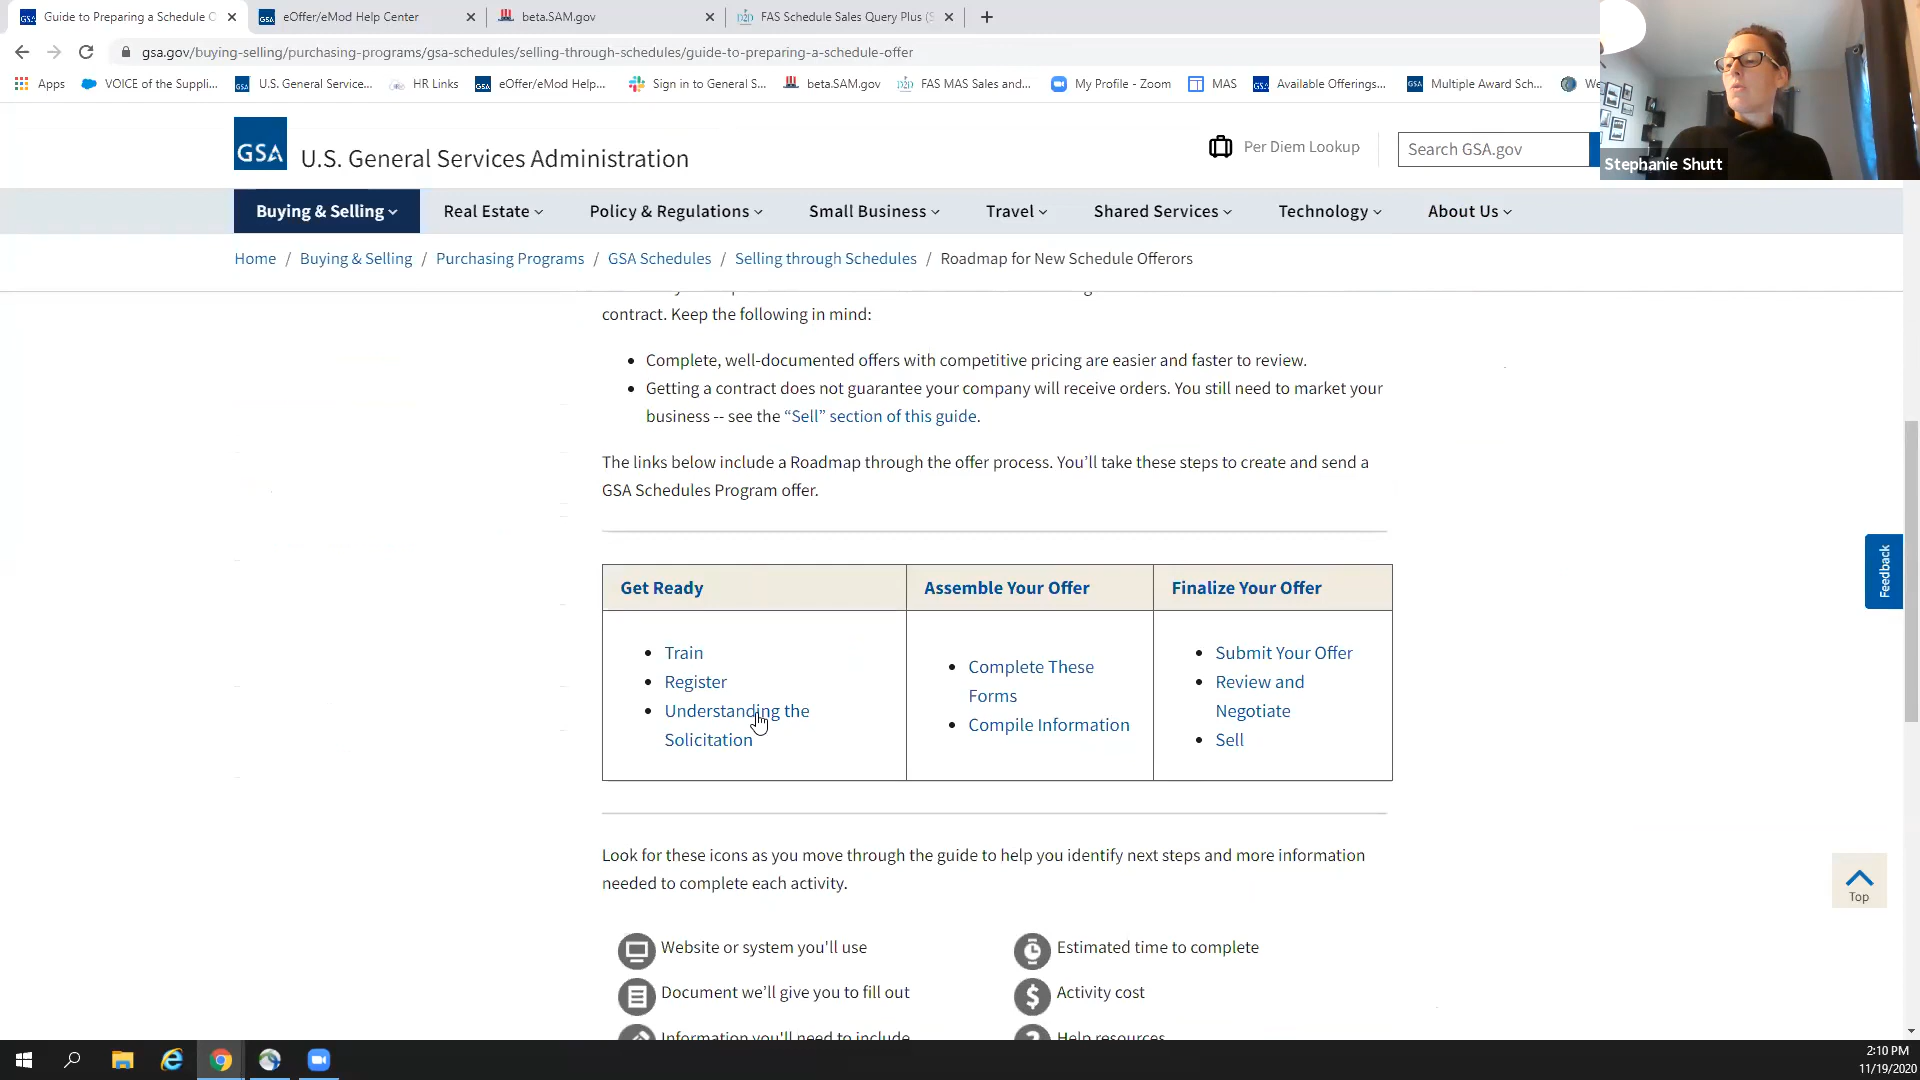 Guide to Preparing a Schedule O
eOffer/eMod Help Center
beta.SAM.gov
FAS Schedule Sales Query Plus (S
gsa.gov/buying-selling/purchasing-programs/gsa-schedules/selling-through-schedules/guide-to-preparing-a-schedule-offer
Apps
VOICE of the Suppli...
U.S. General Service...
HR Links
eOffer/eMod Help...
Sign in to General S...
beta.SAM.gov
FAS MAS Sales and...
My Profile - Zoom
MAS
Available Offerings...
Multiple Award Sch...
We
Stephanie Shutt
GSA
U.S. General Services Administration
Per Diem Lookup
Search GSA.gov
Buying & Selling
Real Estate
Policy & Regulations
Small Business
Travel
Shared Services
Technology
About Us
Home / Buying & Selling / Purchasing Programs / GSA Schedules / Selling through Schedules / Roadmap for New Schedule Offerors
contract. Keep the following in mind:
• Complete, well-documented offers with competitive pricing are easier and faster to review.
• Getting a contract does not guarantee your company will receive orders. You still need to market your
business -- see the “Sell” section of this guide.
The links below include a Roadmap through the offer process. You’ll take these steps to create and send a
GSA Schedules Program offer.
Get Ready
• Train
• Register
• Understanding the
Solicitation
Assemble Your Offer
• Complete These
Forms
• Compile Information
Finalize Your Offer
• Submit Your Offer
• Review and
Negotiate
• Sell
Look for these icons as you move through the guide to help you identify next steps and more information
needed to complete each activity.
Website or system you'll use
Estimated time to complete
Document we’ll give you to fill out
Activity cost
Information you'll need to include
Help resources
Feedback
Top
2:10 PM
11/19/2020